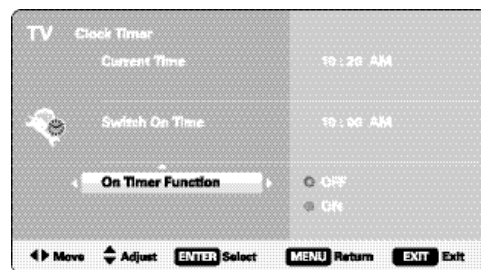 TV Clock Timer
Current Time 10 : 20 AM
Switch On Time 10 : 00 AM
On Timer Function OFF
ON
Move Adjust ENTER Select MENU Return EXIT Exit